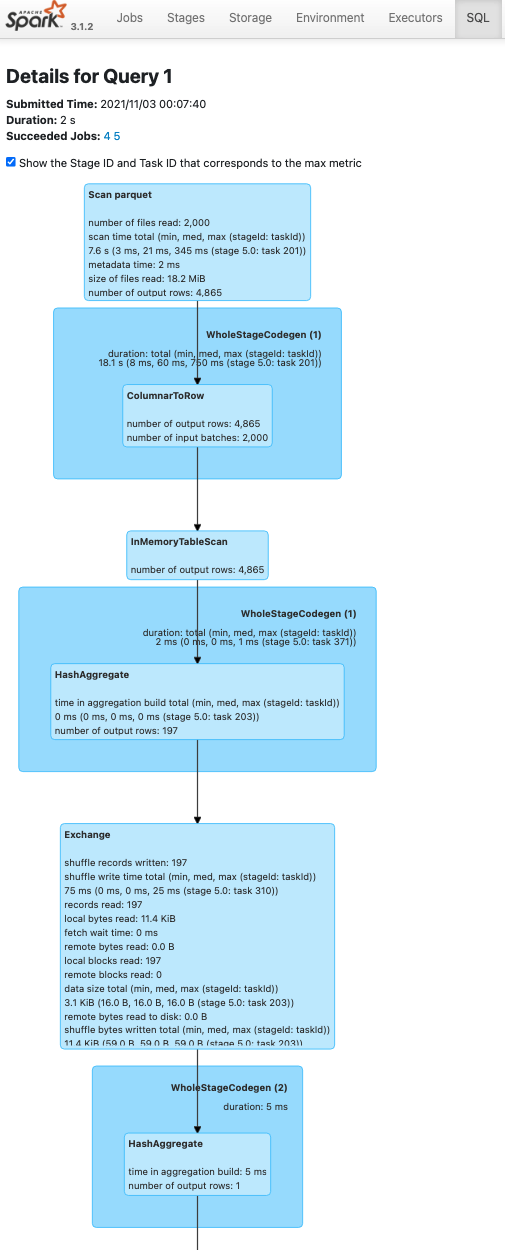 APACHE
Spark 3.1.2
Jobs Stages Storage Environment Executors SQL
Details for Query 1
Submitted Time: 2021/11/03 00:07:40
Duration: 2 s
Succeeded Jobs: 4 5
Show the Stage ID and Task ID that corresponds to the max metric
Scan parquet
number of files read: 2,000
scan time total (min, med, max (stageId: taskId))
7.6 s (3 ms, 21 ms, 345 ms (stage 5.0: task 201))
metadata time: 2 ms
size of files read: 18.2 MiB
number of output rows: 4,865
WholeStageCodegen (1)
duration: total (min, med, max (stageId: taskId))
18.1 s (8 ms, 60 ms, 750 ms (stage 5.0: task 201))
ColumnarToRow
number of output rows: 4,865
number of input batches: 2,000
InMemoryTableScan
number of output rows: 4,865
WholeStageCodegen (1)
duration: total (min, med, max (stageId: taskId))
2 ms (0 ms, 0 ms, 1 ms (stage 5.0: task 371))
HashAggregate
time in aggregation build total (min, med, max (stageId: taskId))
0 ms (0 ms, 0 ms, 0 ms (stage 5.0: task 203))
number of output rows: 197
Exchange
shuffle records written: 197
shuffle write time total (min, med, max (stageId: taskId))
75 ms (0 ms, 0 ms, 25 ms (stage 5.0: task 310))
records read: 197
local bytes read: 11.4 KiB
fetch wait time: 0 ms
remote bytes read: 0.0 B
local blocks read: 197
remote blocks read: 0
data size total (min, med, max (stageId: taskId))
3.1 KiB (16.0 B, 16.0 B, 16.0 B (stage 5.0: task 203))
remote bytes read to disk: 0.0 B
shuffle bytes written total (min, med, max (stageId: taskId))
11.4 KiB (59.0 B, 59.0 B, 59.0 B (stage 5.0: task 203))
WholeStageCodegen (2)
duration: 5 ms
HashAggregate
time in aggregation build: 5 ms
number of output rows: 1